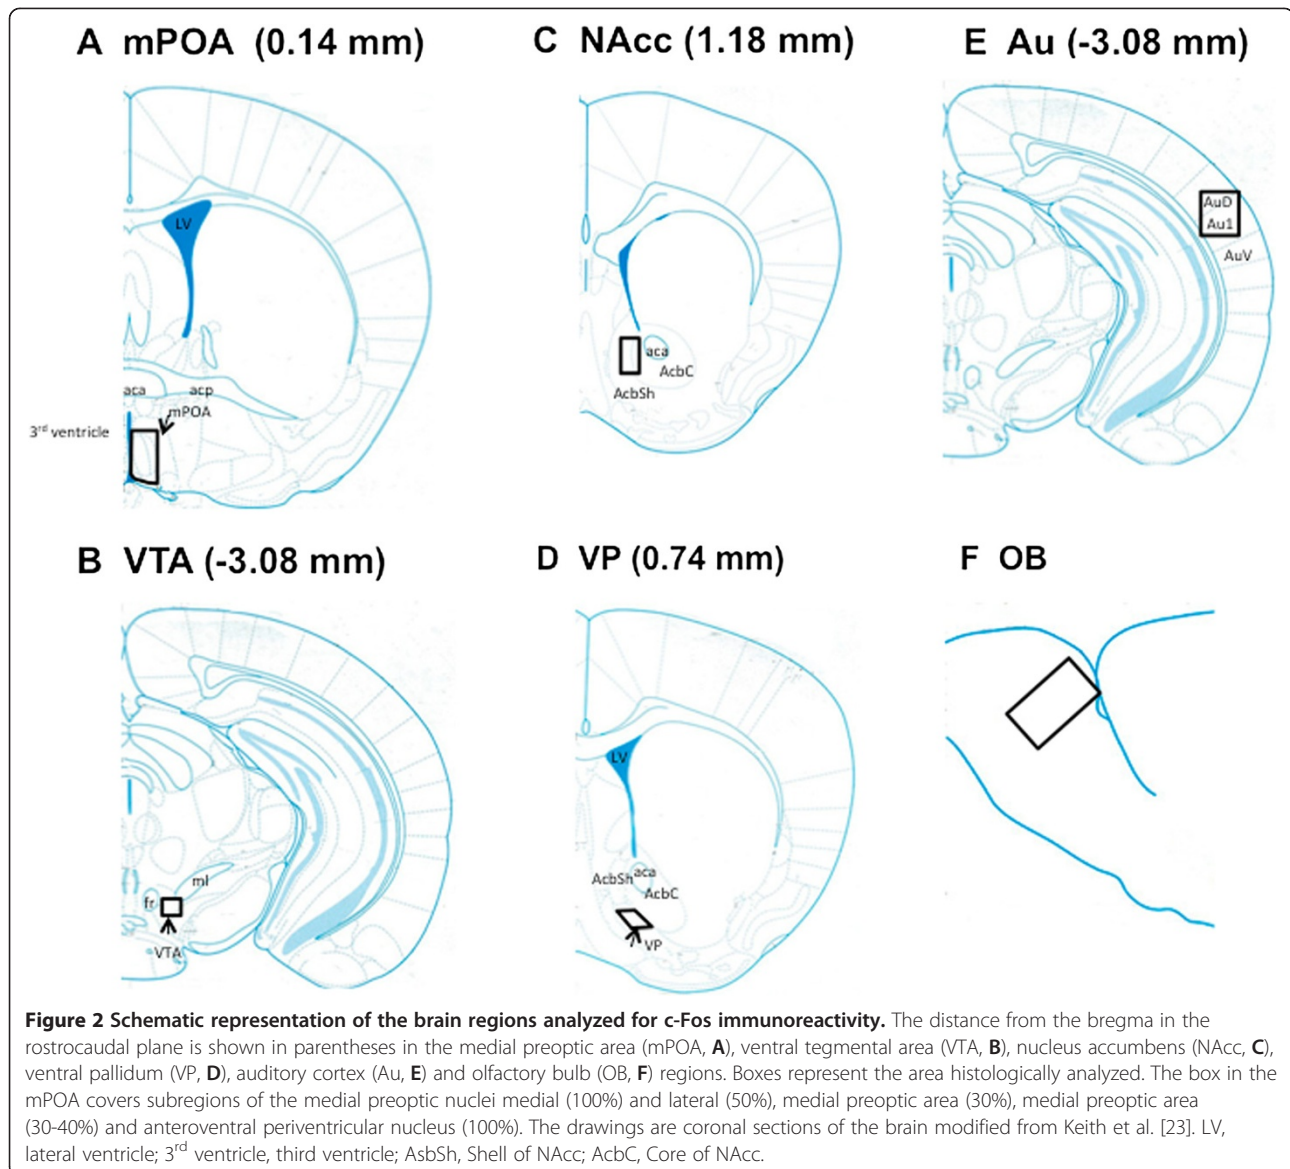 A mPOA (0.14 mm)
LV
aca
acp
mPOA
3rd ventricle
C NAcc (1.18 mm)
aca
AcbC
AcbSh
E Au (-3.08 mm)
AuD
Au1
AuV
B VTA (-3.08 mm)
ml
fr
VTA
D VP (0.74 mm)
LV
AcbSh
aca
AcbC
VP
F OB
Figure 2 Schematic representation of the brain regions analyzed for c-Fos immunoreactivity. The distance from the bregma in the
rostrocaudal plane is shown in parentheses in the medial preoptic area (mPOA, A), ventral tegmental area (VTA, B), nucleus accumbens (NAcc, C),
ventral pallidum (VP, D), auditory cortex (Au, E) and olfactory bulb (OB, F) regions. Boxes represent the area histologically analyzed. The box in the
mPOA covers subregions of the medial preoptic nuclei medial (100%) and lateral (50%), medial preoptic area (30%), medial preoptic area
(30-40%) and anteroventral periventricular nucleus (100%). The drawings are coronal sections of the brain modified from Keith et al. [23]. LV,
lateral ventricle; 3rd ventricle, third ventricle; AsbSh, Shell of NAcc; AcbC, Core of NAcc.